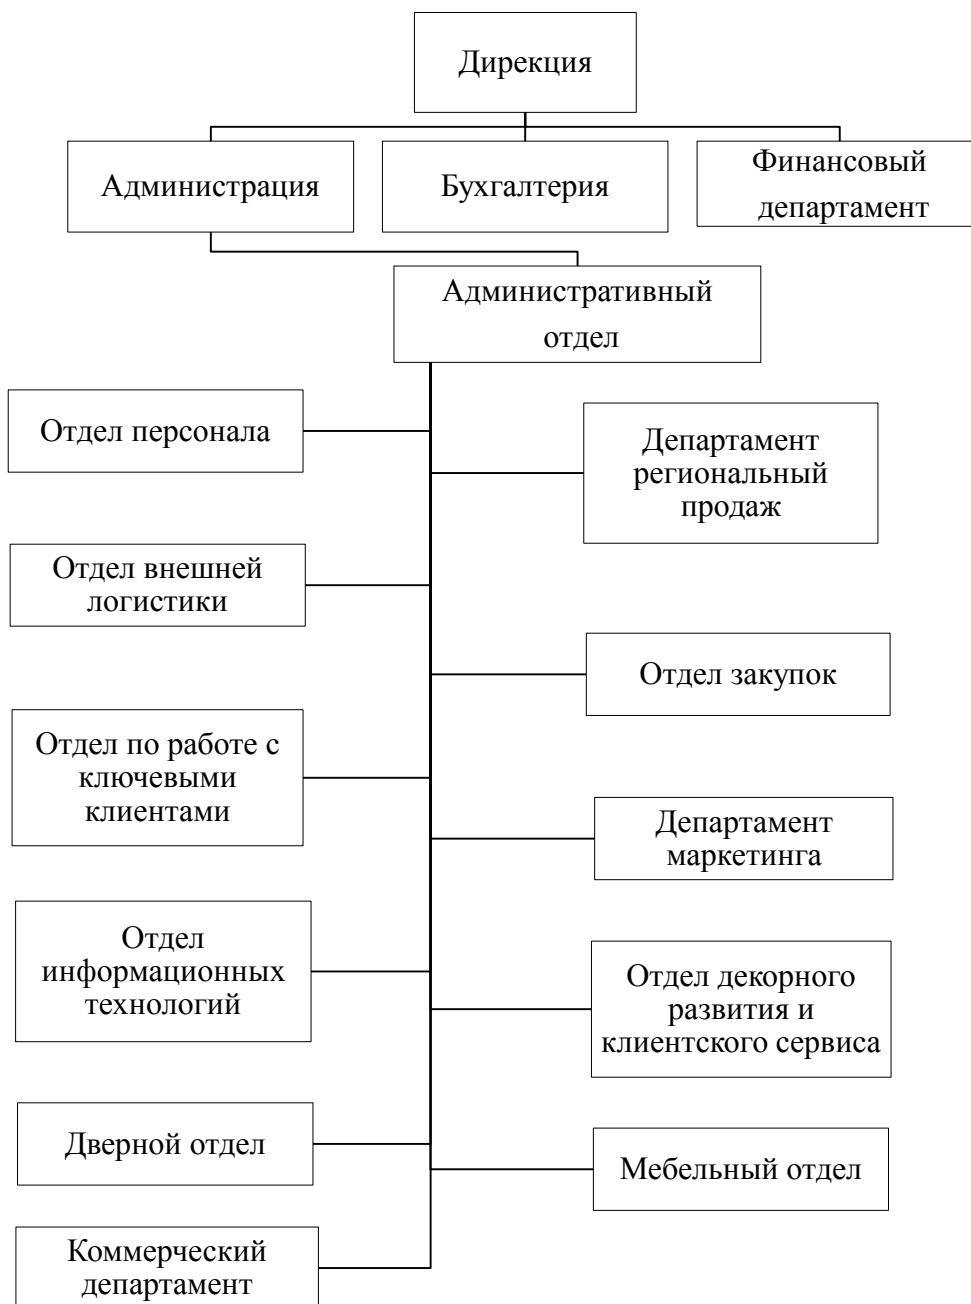 Дирекция
Администрация
Бухгалтерия
Финансовый
департамент
Административный
отдел
Отдел персонала
Департамент
региональный
продаж
Отдел внешней
логистики
Отдел закупок
Отдел по работе с
ключевыми
клиентами
Департамент
маркетинга
Отдел
информационных
технологий
Отдел декорного
развития и
клиентского сервиса
Дверной отдел
Мебельный отдел
Коммерческий
департамент